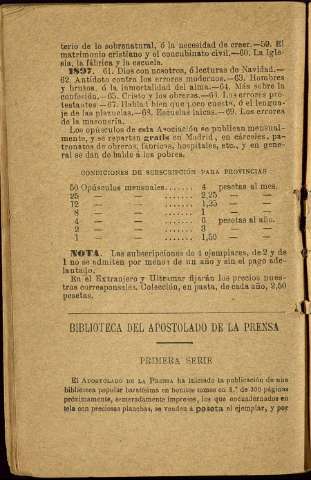 terio de lo sobrenatural, ó la necesidad de creer.—59. El
matrimonio cristiano y el concubinato civil.—60. La Igle-
sia, la fábrica y la escuela.
1897. 61. Dios con nosotros, ó lecturas de Navidad.—
62. Antídoto contra los errores modernos.—63. Hombres
y brutos, ó la inmortalidad del alma.—64. Más sobre la
confesión.—65. Cristo y los obreros.—66. Los errores pro-
testantes.—67. Hablad bien que poco cuesta, ó el lengua-
je de las plazuelas.—68. Escuelas laicas.—69. Los errores
de la masonería.
Los opúsculos de esta Asociación se publican mensual-
mente, y se reparten gratis en Madrid, en cárceles, pa-
tronatos de obreros, fábricas, hospitales, etc., y en gene-
ral se dan de balde á los pobres.
CONDICIONES DE SUBSCRIPCIÓN PARA PROVINCIAS
50 Opúsculos mensuales....... 4 pesetas al mes.
25 — — ....... 2,25 — —
12 — — ....... 1,35 — —
8 — — ....... 1 — —
4 — — ....... 6 pesetas al año.
2 — — ....... 3 — —
1 — — ....... 1,50 — —
NOTA. Las subscripciones de 4 ejemplares, de 2 y de
1 no se admiten por menos de un año y sin el pago ade-
lantado.
En el Extranjero y Ultramar fijarán los precios nues-
tros corresponsales. Colección, en pasta, de cada año, 2,50
pesetas.
BIBLIOTECA DEL APOSTOLADO DE LA PRENSA
PRIMERA SERIE
El APOSTOLADO DE LA PRENSA ha iniciado la publicación de una
biblioteca popular baratísima en bonitos tomos en 8.º de 300 páginas
próximamente, esmeradamente impresos, los que encuadernados en
tela con preciosas planchas, se venden á peseta el ejemplar, y por